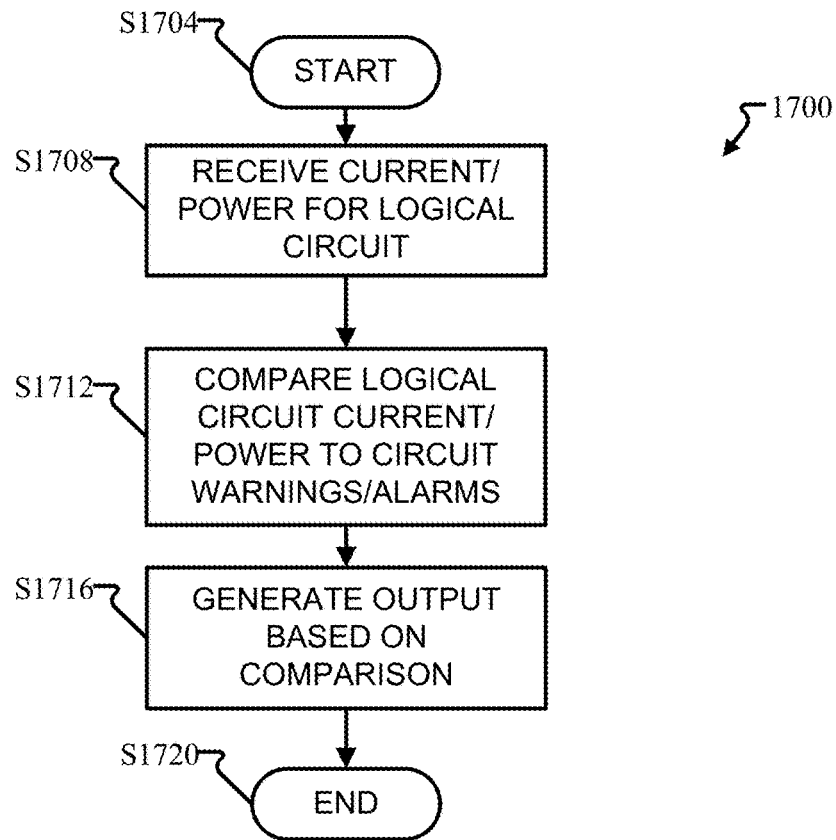 S1704
START
1700
S1708
RECEIVE CURRENT/
POWER FOR LOGICAL
CIRCUIT
S1712
COMPARE LOGICAL
CIRCUIT CURRENT/
POWER TO CIRCUIT
WARNINGS/ALARMS
S1716
GENERATE OUTPUT
BASED ON
COMPARISON
S1720
END